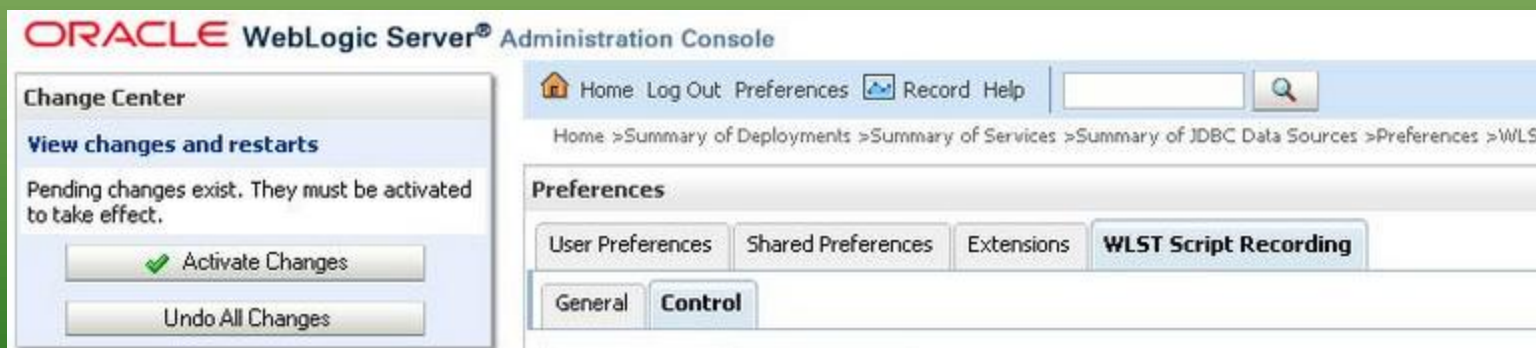 ORACLE WebLogic Server® Administration Console
Change Center
View changes and restarts
Pending changes exist. They must be activated
to take effect.
Activate Changes
Undo All Changes
Home Log Out Preferences Record Help
Home >Summary of Deployments >Summary of Services >Summary of JDBC Data Sources >Preferences >WLS
Preferences
User Preferences Shared Preferences Extensions WLST Script Recording
General Control